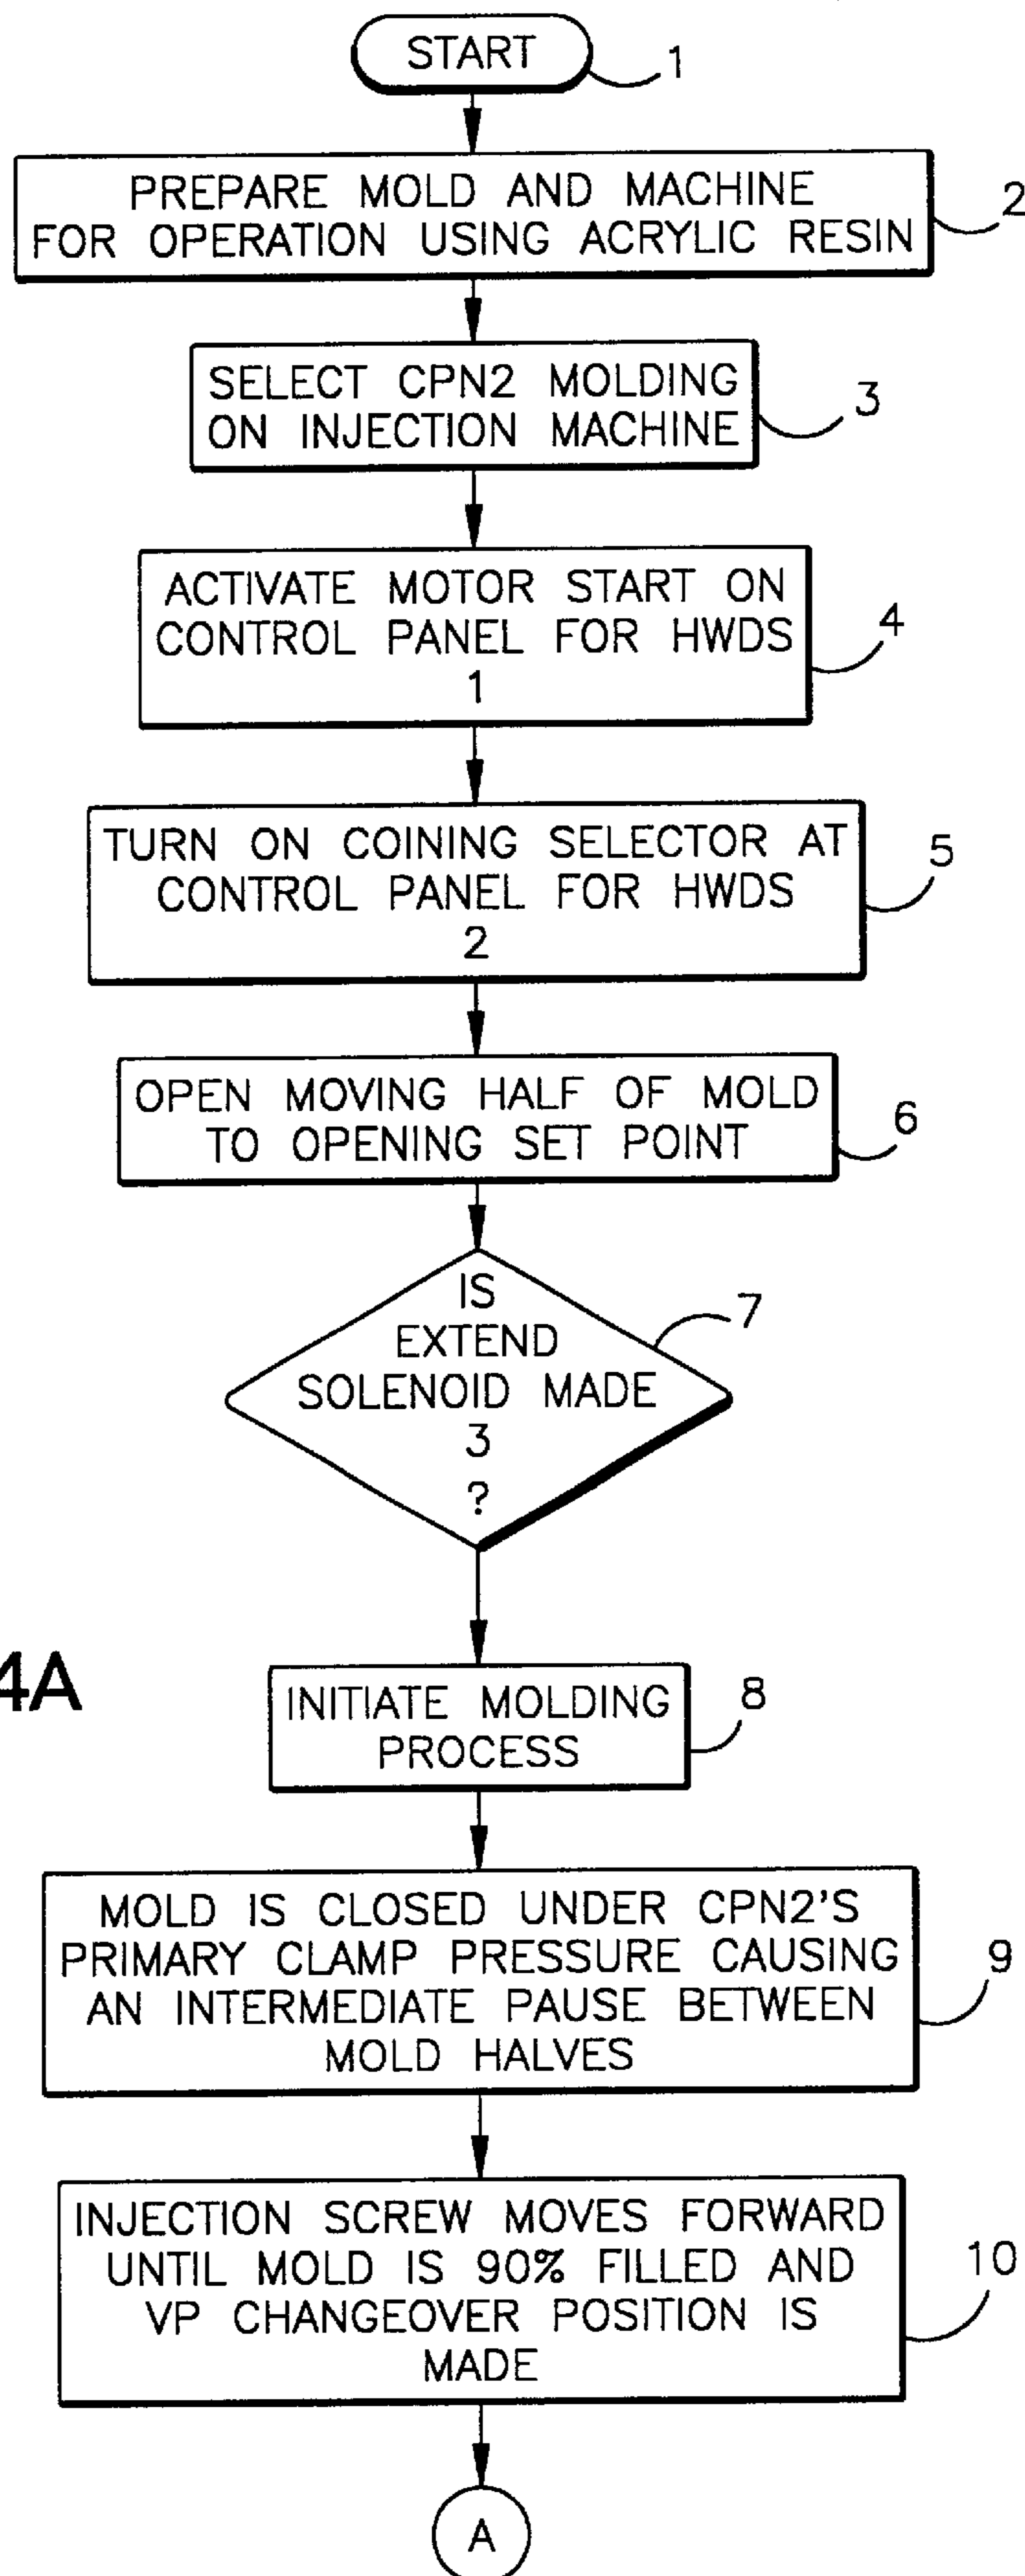 START
1
PREPARE MOLD AND MACHINE
FOR OPERATION USING ACRYLIC RESIN
2
SELECT CPN2 MOLDING
ON INJECTION MACHINE
3
ACTIVATE MOTOR START ON
CONTROL PANEL FOR HWDS
1
4
TURN ON COINING SELECTOR AT
CONTROL PANEL FOR HWDS
2
5
OPEN MOVING HALF OF MOLD
TO OPENING SET POINT
6
IS
EXTEND
SOLENOID MADE
3
?
7
4A
INITIATE MOLDING
PROCESS
8
MOLD IS CLOSED UNDER CPN2'S
PRIMARY CLAMP PRESSURE CAUSING
AN INTERMEDIATE PAUSE BETWEEN
MOLD HALVES
9
INJECTION SCREW MOVES FORWARD
UNTIL MOLD IS 90% FILLED AND
VP CHANGEOVER POSITION IS
MADE
10
A